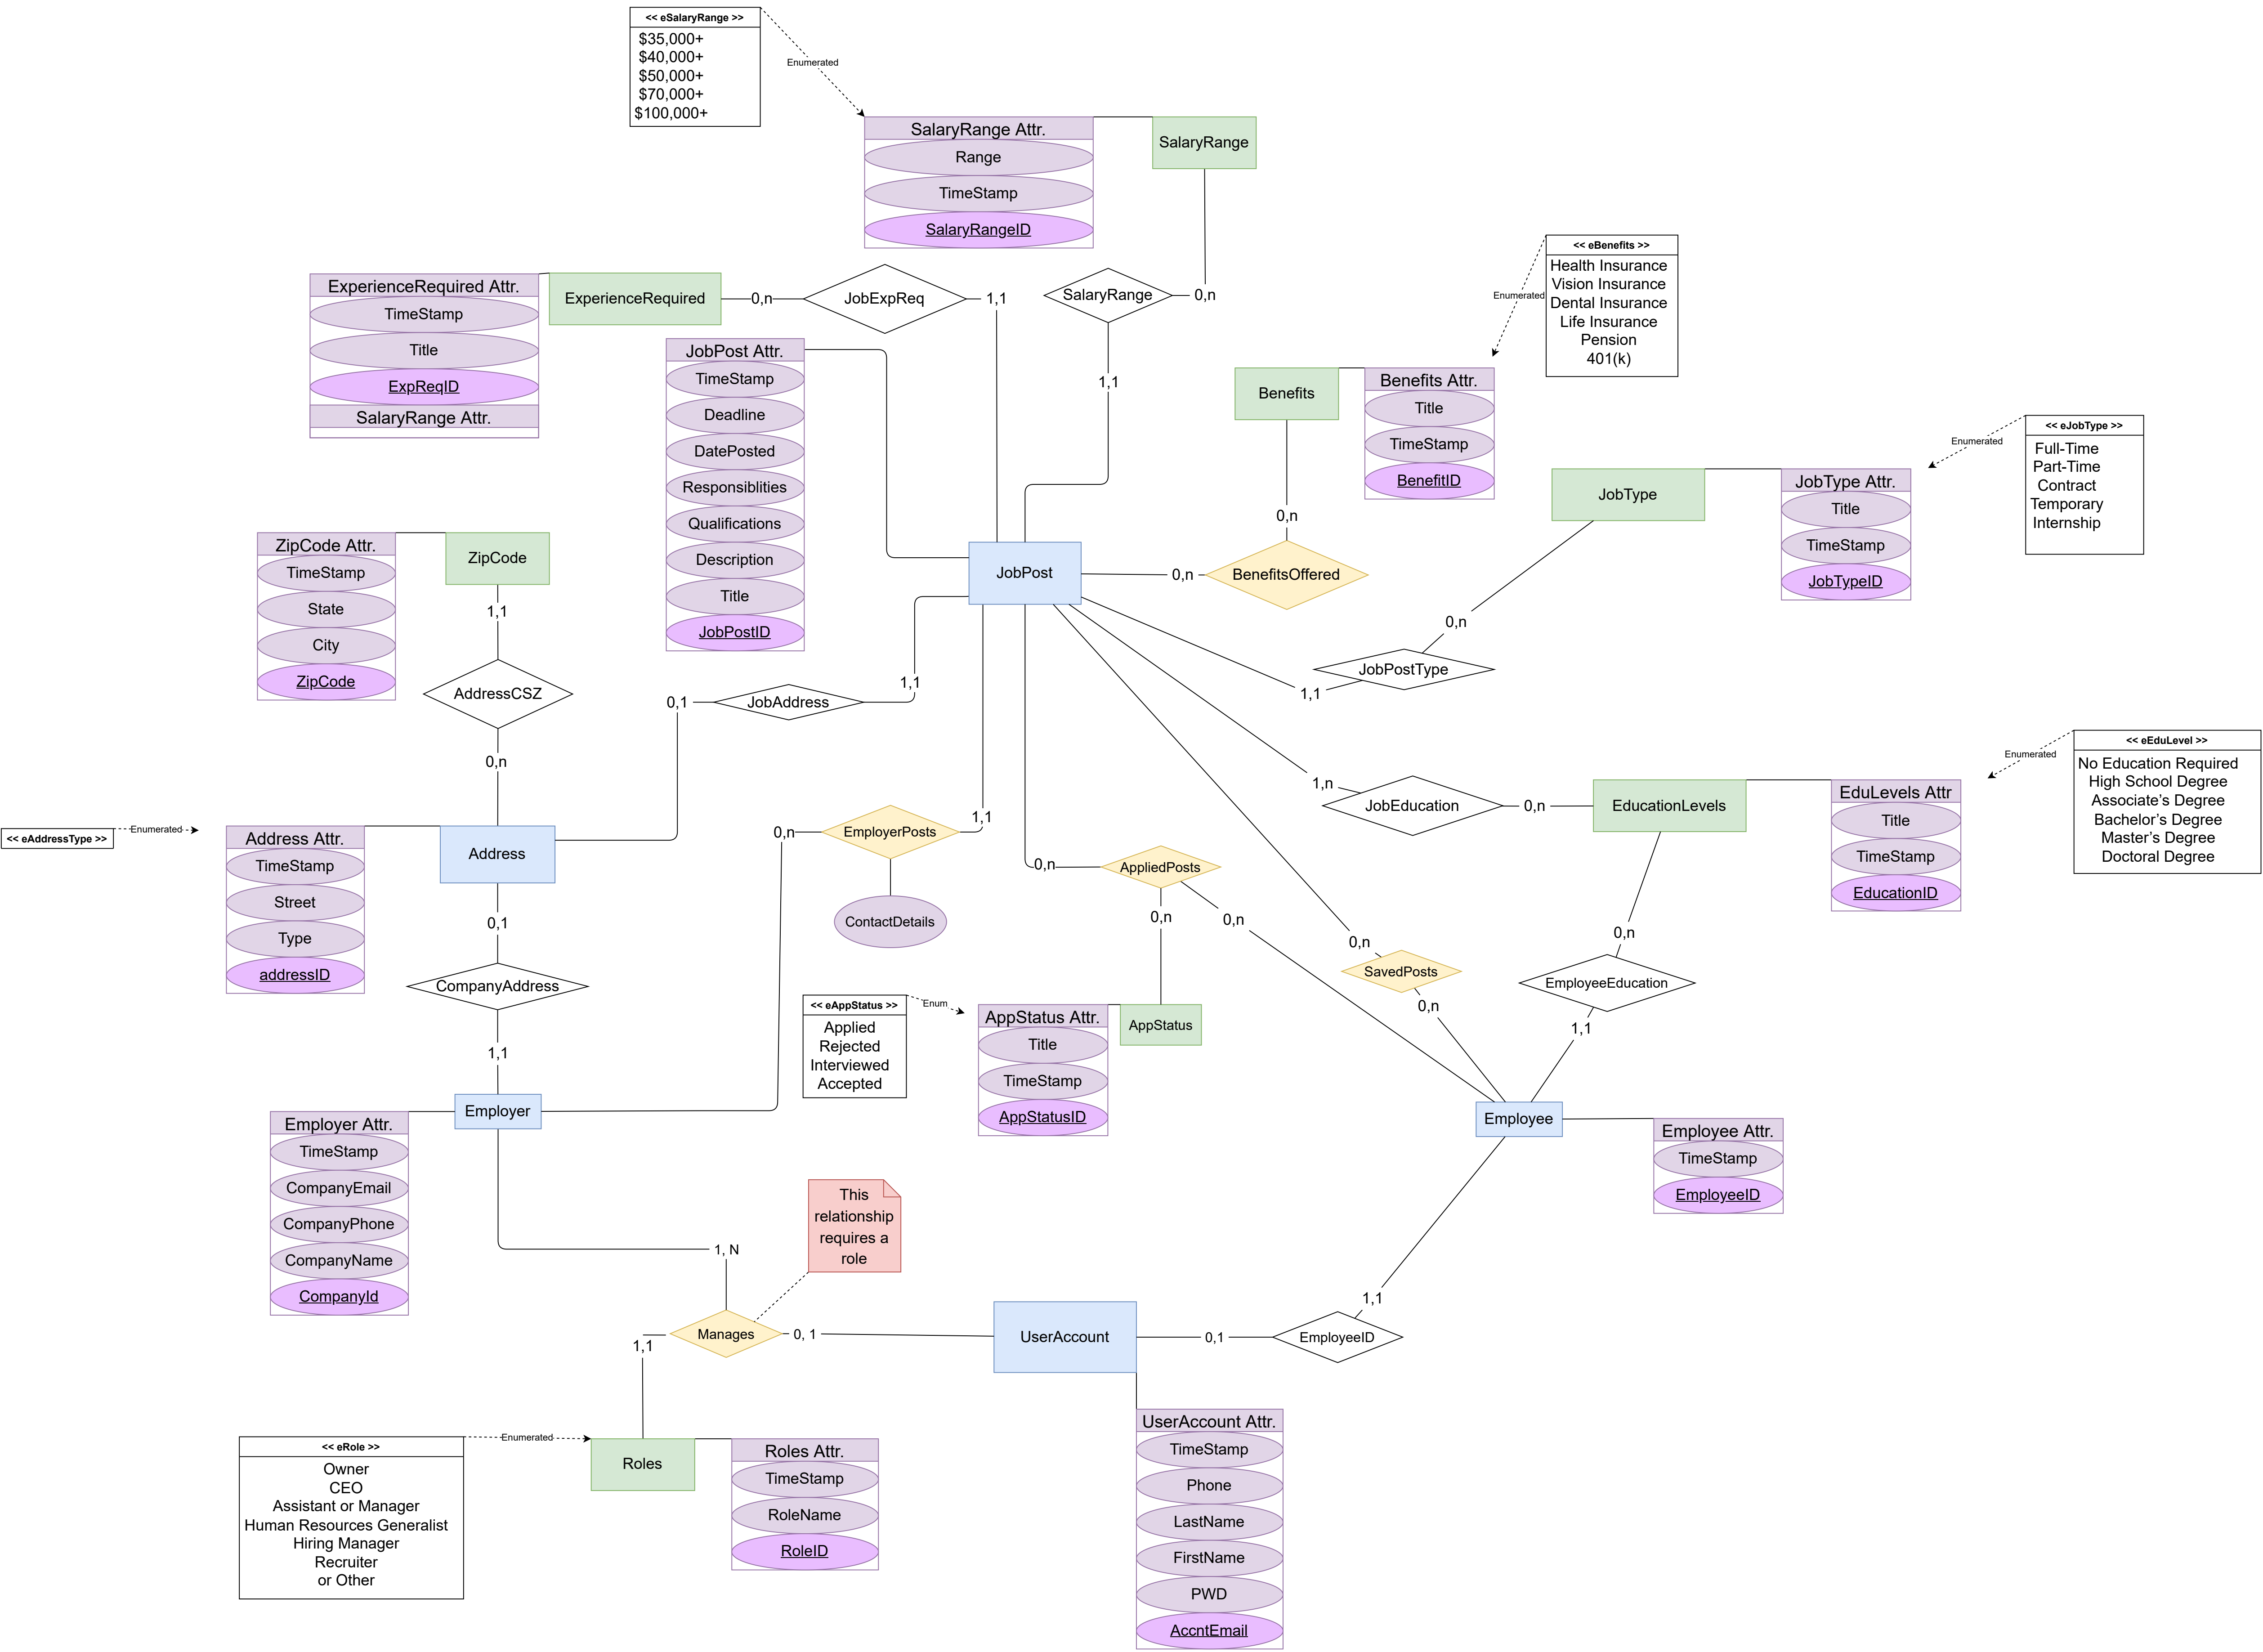 << eSalaryRange >>
$35,000+
$40,000+
$50,000+
$70,000+
$100,000+
Enumerated
SalaryRange Attr.
Range
TimeStamp
SalaryRangeID
SalaryRange
ExperienceRequired Attr.
TimeStamp
Title
ExpReqID
SalaryRange Attr.
ExperienceRequired
0,n
JobExpReq
1,1
SalaryRange
0,n
1,1
<< eBenefits >>
Health Insurance
Vision Insurance
Dental Insurance
Life Insurance
Pension
401(k)
Enumerated
JobPost Attr.
TimeStamp
Deadline
DatePosted
Responsiblities
Qualifications
Description
Title
JobPostID
Benefits
Benefits Attr.
Title
TimeStamp
BenefitID
0,n
<< eJobType >>
Full-Time
Part-Time
Contract
Temporary
Internship
Enumerated
JobType
JobType Attr.
Title
TimeStamp
JobTypeID
ZipCode Attr.
TimeStamp
State
City
ZipCode
ZipCode
1,1
AddressCSZ
0,n
JobPost
0,n
BenefitsOffered
0,n
JobPostType
1,1
0,1
JobAddress
1,1
<< eEduLevel >>
No Education Required
High School Degree
Associate's Degree
Bachelor's Degree
Master's Degree
Doctoral Degree
Enumerated
1,n
JobEducation
0,n
EducationLevels
EduLevels Attr
Title
TimeStamp
EducationID
<< eAddressType >>
Enumerated
Address Attr.
TimeStamp
Street
Type
addressID
Address
0,n
EmployerPosts
1,1
ContactDetails
0,n
AppliedPosts
0,n
0,n
0,1
CompanyAddress
1,1
0,n
SavedPosts
0,n
0,n
EmployeeEducation
1,1
<< eAppStatus >>
Applied
Rejected
Interviewed
Accepted
Enum
AppStatus Attr.
Title
TimeStamp
AppStatusID
AppStatus
Employer
Employer Attr.
TimeStamp
CompanyEmail
CompanyPhone
CompanyName
CompanyId
Employee
Employee Attr.
TimeStamp
EmployeeID
This
relationship
requires a
role
1, N
Manages
0, 1
1,1
UserAccount
0,1
EmployeeID
1,1
<< eRole >>
Owner
CEO
Assistant or Manager
Human Resources Generalist
Hiring Manager
Recruiter
or Other
Enumerated
Roles
Roles Attr.
TimeStamp
RoleName
RoleID
UserAccount Attr.
TimeStamp
Phone
LastName
FirstName
PWD
AccntEmail